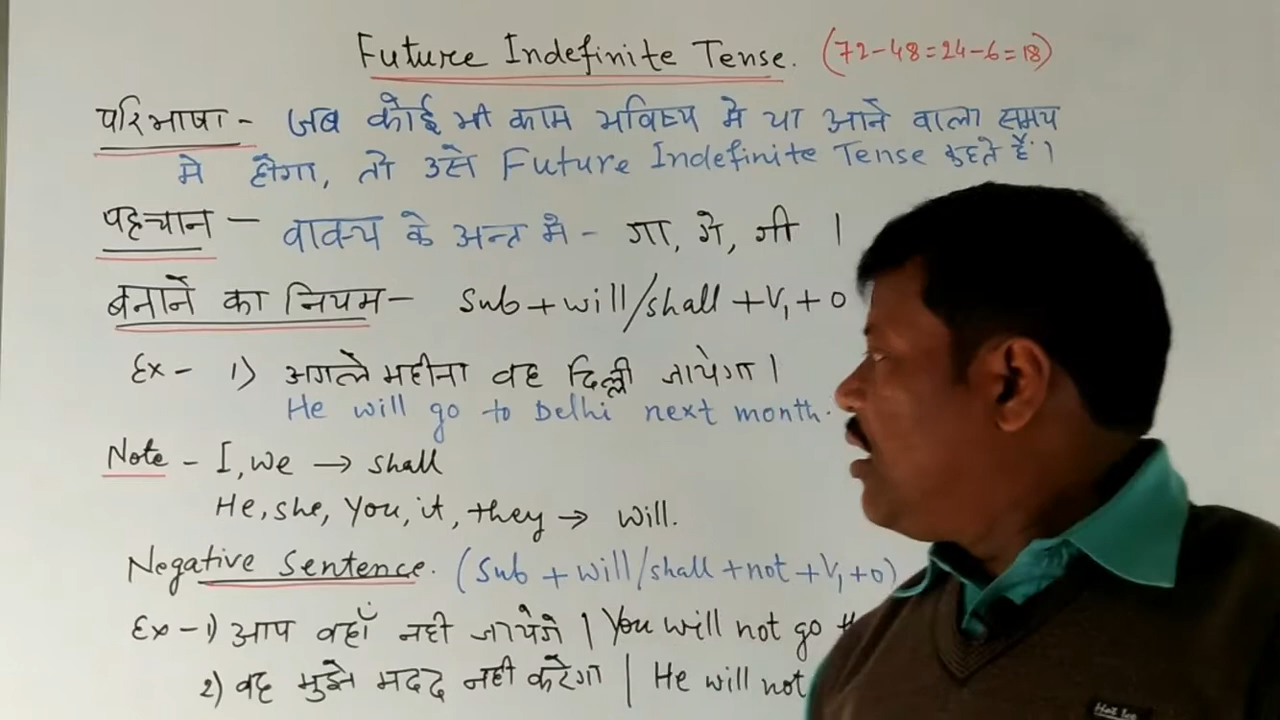 Future Indefinite Tense. (72-48=24-6=18)
परिभाषा - जब कोई भी काम भविष्य मे या आने वाला समय
मे होगा, तो उसे Future Indefinite Tense कहते हैं।
पहचान - वाक्य के अन्त मे - गा, गे, गी ।
बनाने का नियम - Sub + will/shall + V₁ + O
Ex - 1) अगले महीना वह दिल्ली जायेगा।
He will go to Delhi next month.
Note - I, we → shall
He, she, You, it, they → will.
Negative Sentence. (Sub + will/shall + not + V₁ + O)
Ex - 1) आप वहाँ नही जायेगे | You will not go
2) वह मुझे मदद नही करेगा | He will not